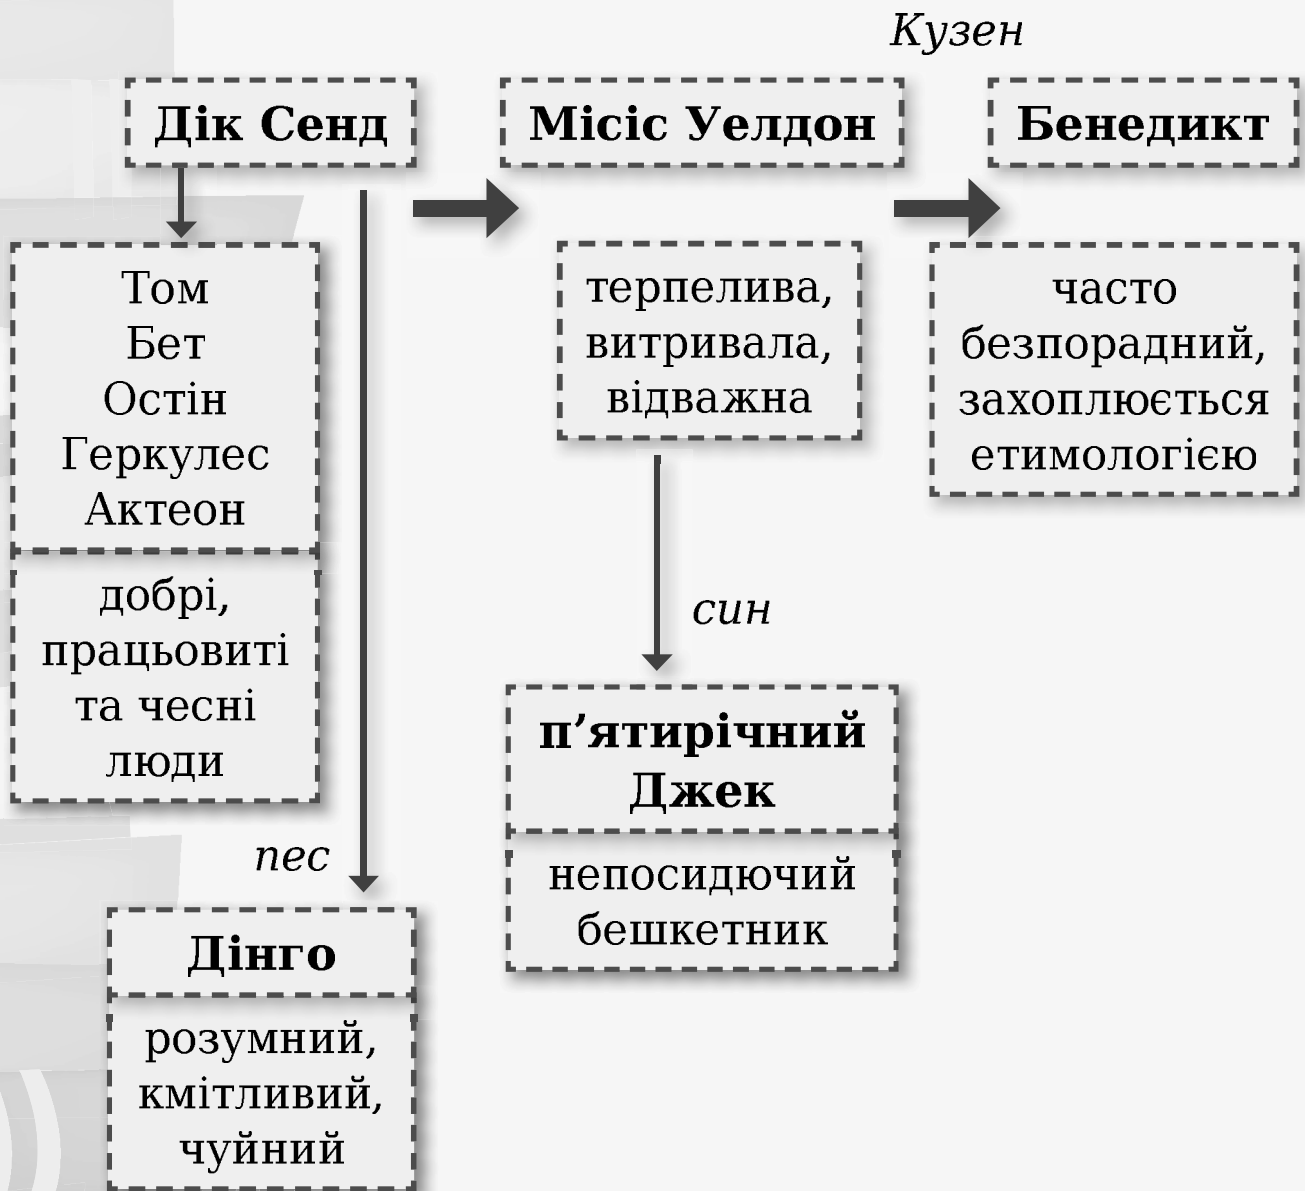 Кузен
Дік Сенд
Місіс Уелдон
Бенедикт
Том
Бет
Остін
Геркулес
Актеон
добрі,
працьовиті
та чесні
люди
терпелива,
витривала,
відважна
часто
безпорадний,
захоплюється
етимологією
син
п’ятирічний
Джек
непосидючий
бешкетник
пес
Дінго
розумний,
кмітливий,
чуйний